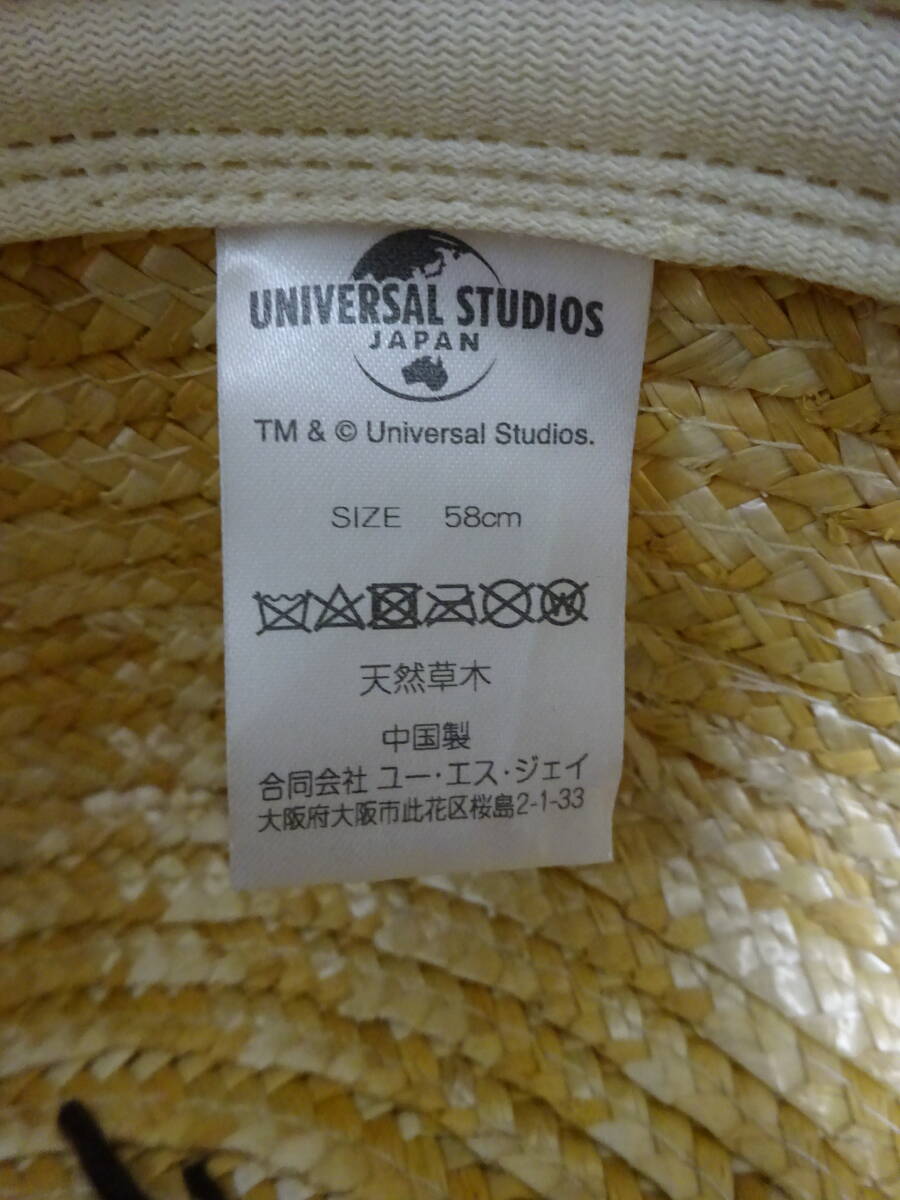 UNIVERSAL STUDIOS
JAPAN
TM & © Universal Studios.
SIZE 58cm
W
天然草木
中国製
合同会社 ユー・エス・ジェイ
大阪府大阪市此花区桜島2-1-33